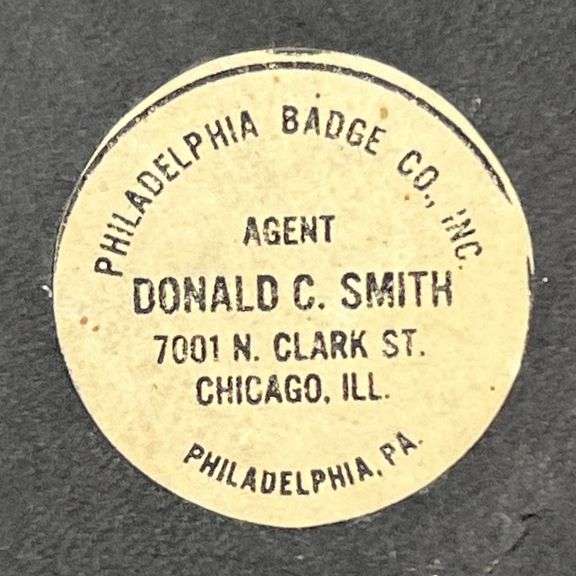 PHILADELPHIA BADGE CO., INC.
AGENT
DONALD C. SMITH
7001 N. CLARK ST.
CHICAGO, ILL.
PHILADELPHIA, PA.